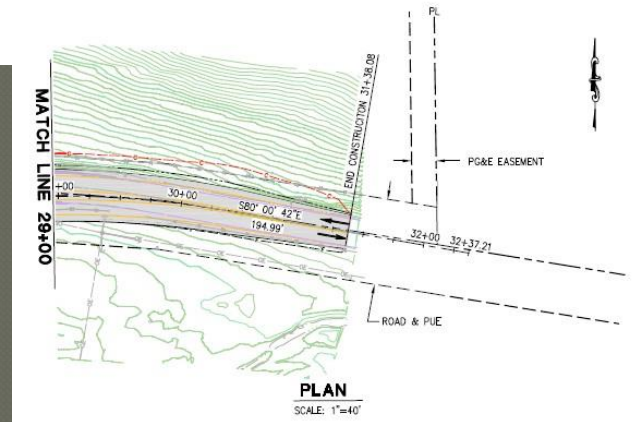 PL
END CONSTRUCITON 31+38.08
MATCH LINE 29+00
PG&E EASEMENT
+00
30+00
S80° 00' 42"E
194.99'
32+00
32+37.21
ROAD & PUE
PLAN
SCALE: 1"=40'